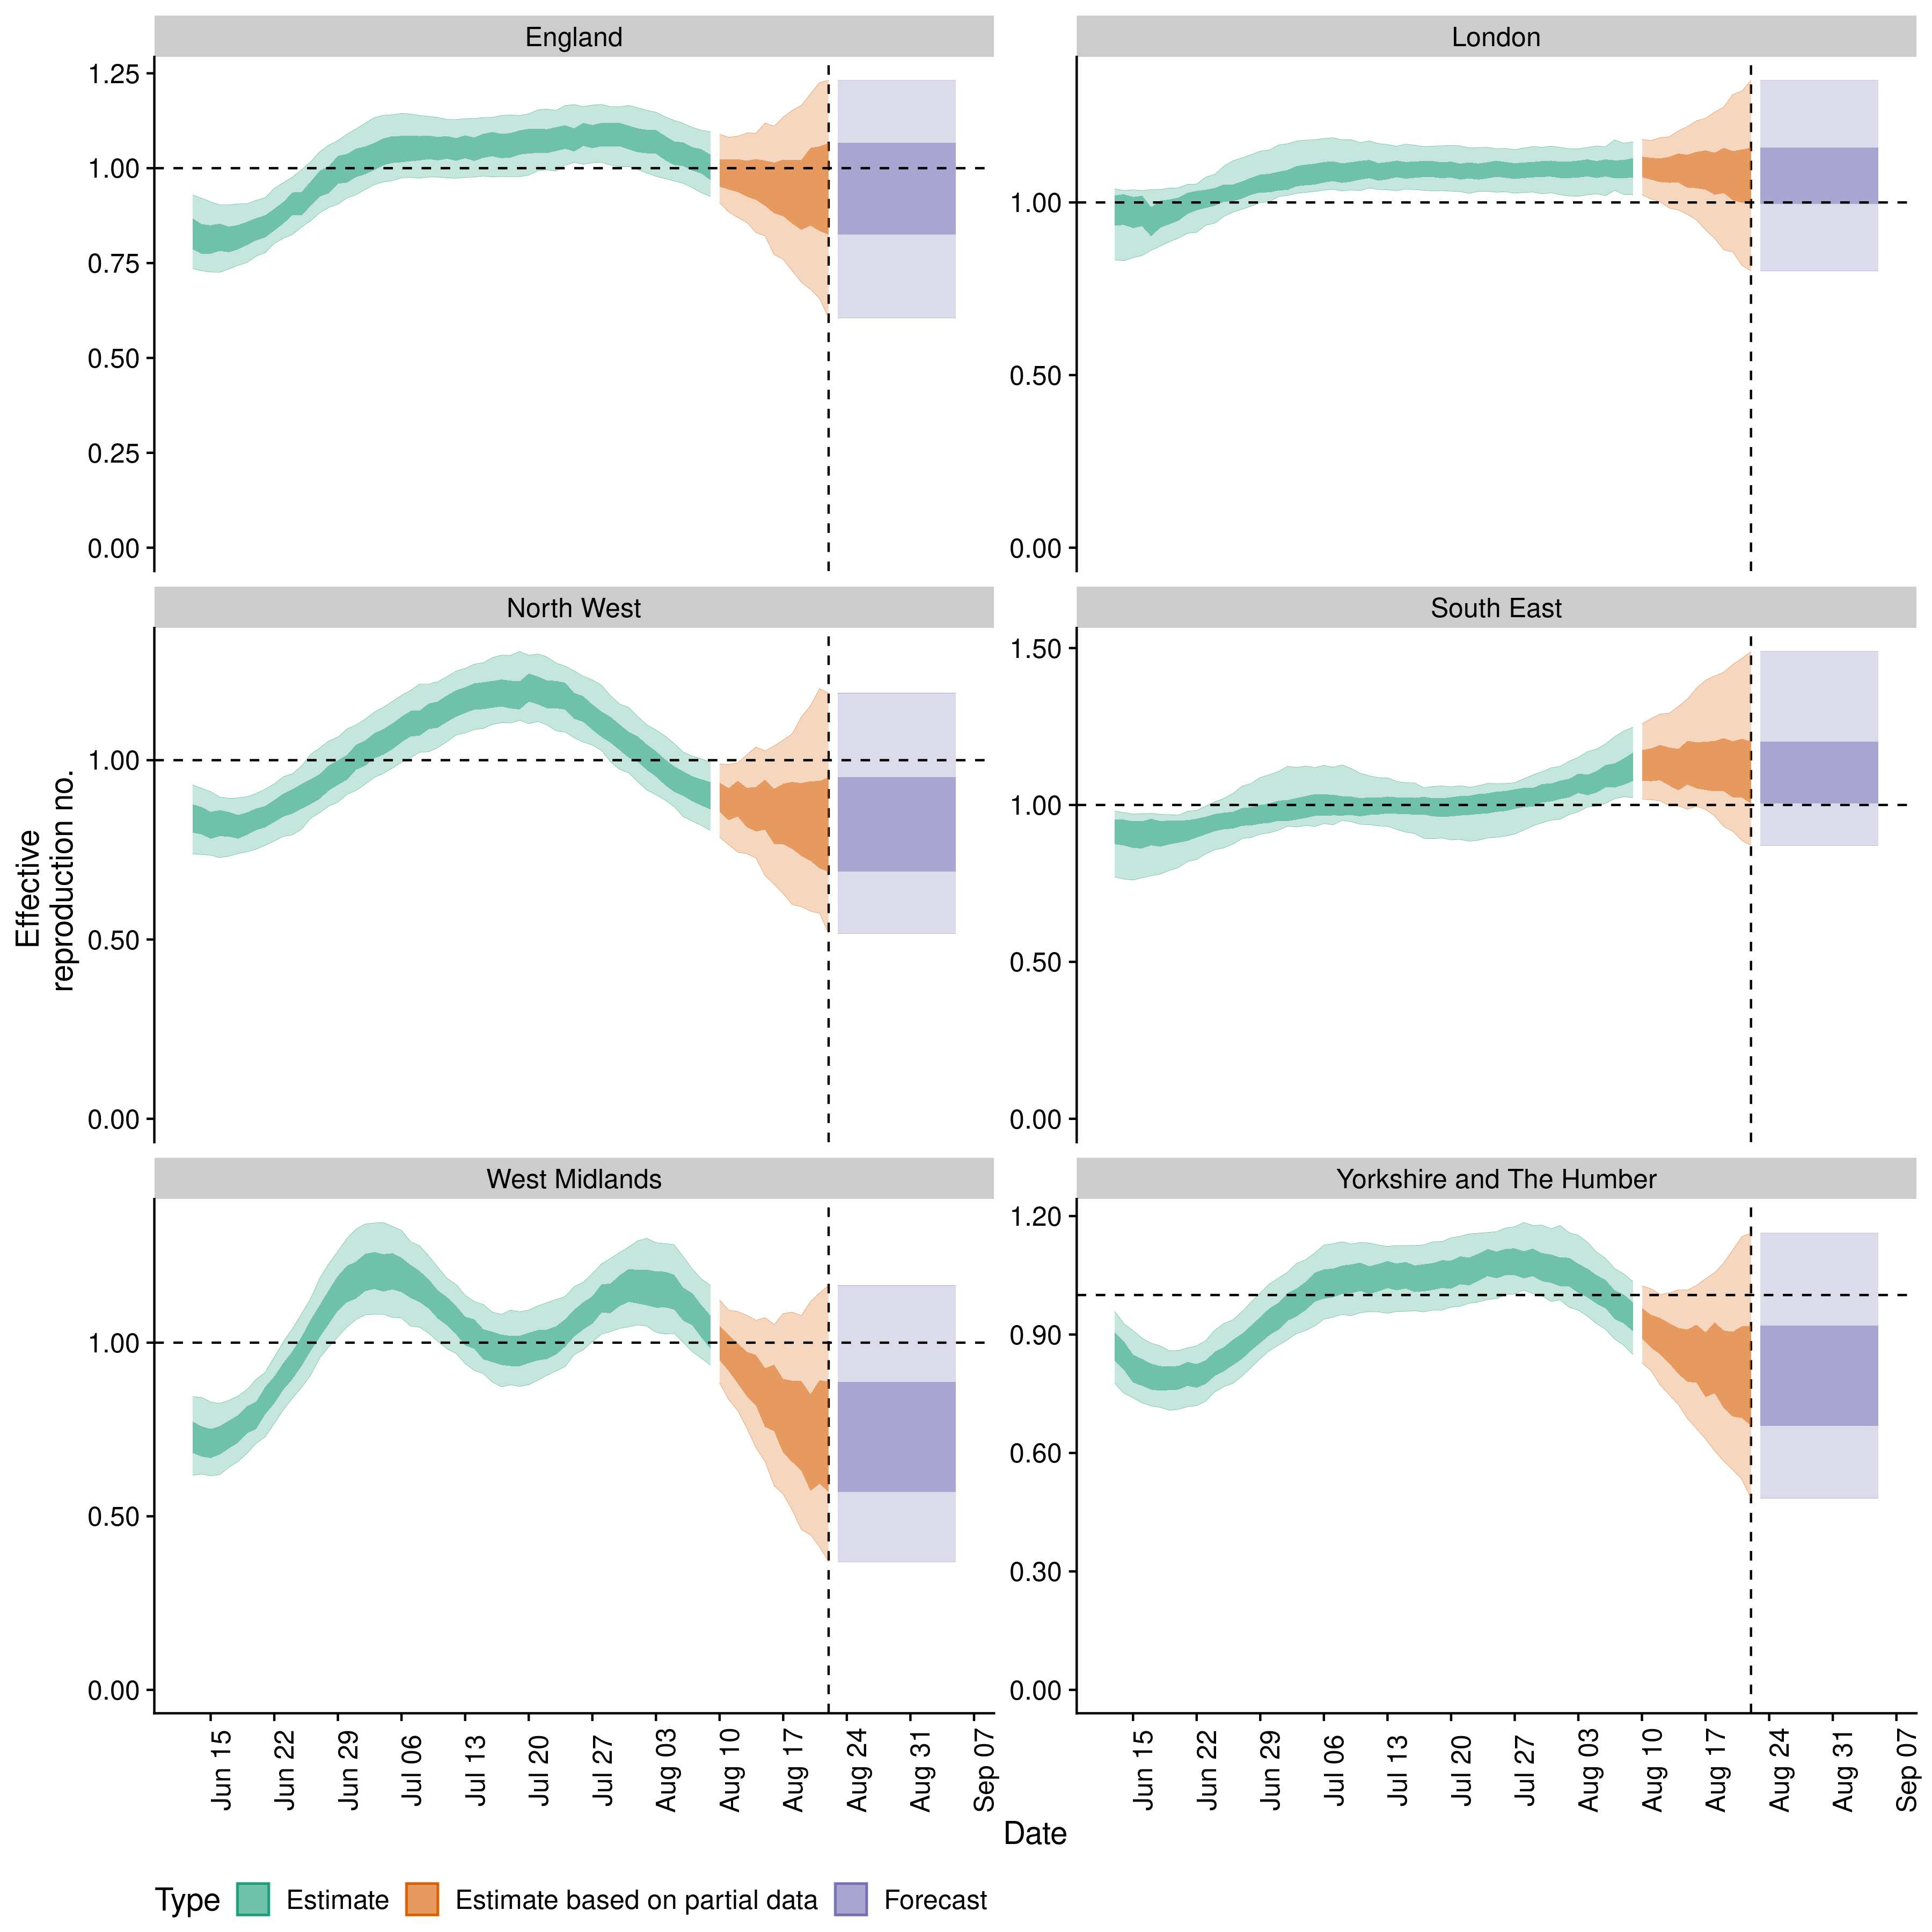 England
London
1.25
1.00
0.75
0.50
0.25
0.00
1.00
0.50
0.00
North West
South East
1.00
0.50
0.00
1.50
1.00
0.50
0.00
Effective
reproduction no.
West Midlands
Yorkshire and The Humber
1.00
0.50
0.00
1.20
0.90
0.60
0.30
0.00
Jun 15
Jun 22
Jun 29
Jul 06
Jul 13
Jul 20
Jul 27
Aug 03
Aug 10
Aug 17
Aug 24
Aug 31
Sep 07
Jun 15
Jun 22
Jun 29
Jul 06
Jul 13
Jul 20
Jul 27
Aug 03
Aug 10
Aug 17
Aug 24
Aug 31
Sep 07
Date
Type Estimate Estimate based on partial data Forecast